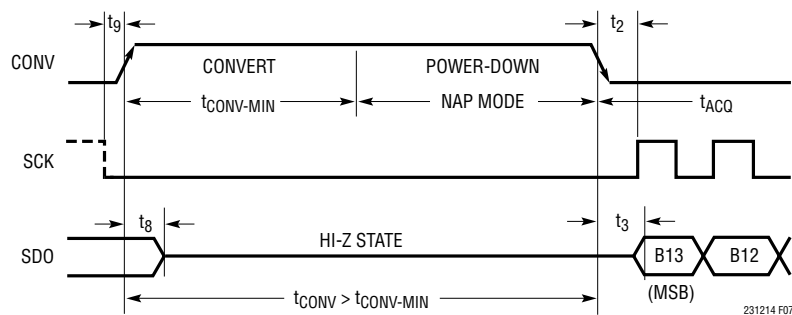 t9
t2
CONV
CONVERT
POWER-DOWN
tCONV-MIN
NAP MODE
tACQ
SCK
t8
t3
HI-Z STATE
SDO
B13
B12
(MSB)
tCONV > tCONV-MIN
231214 F07